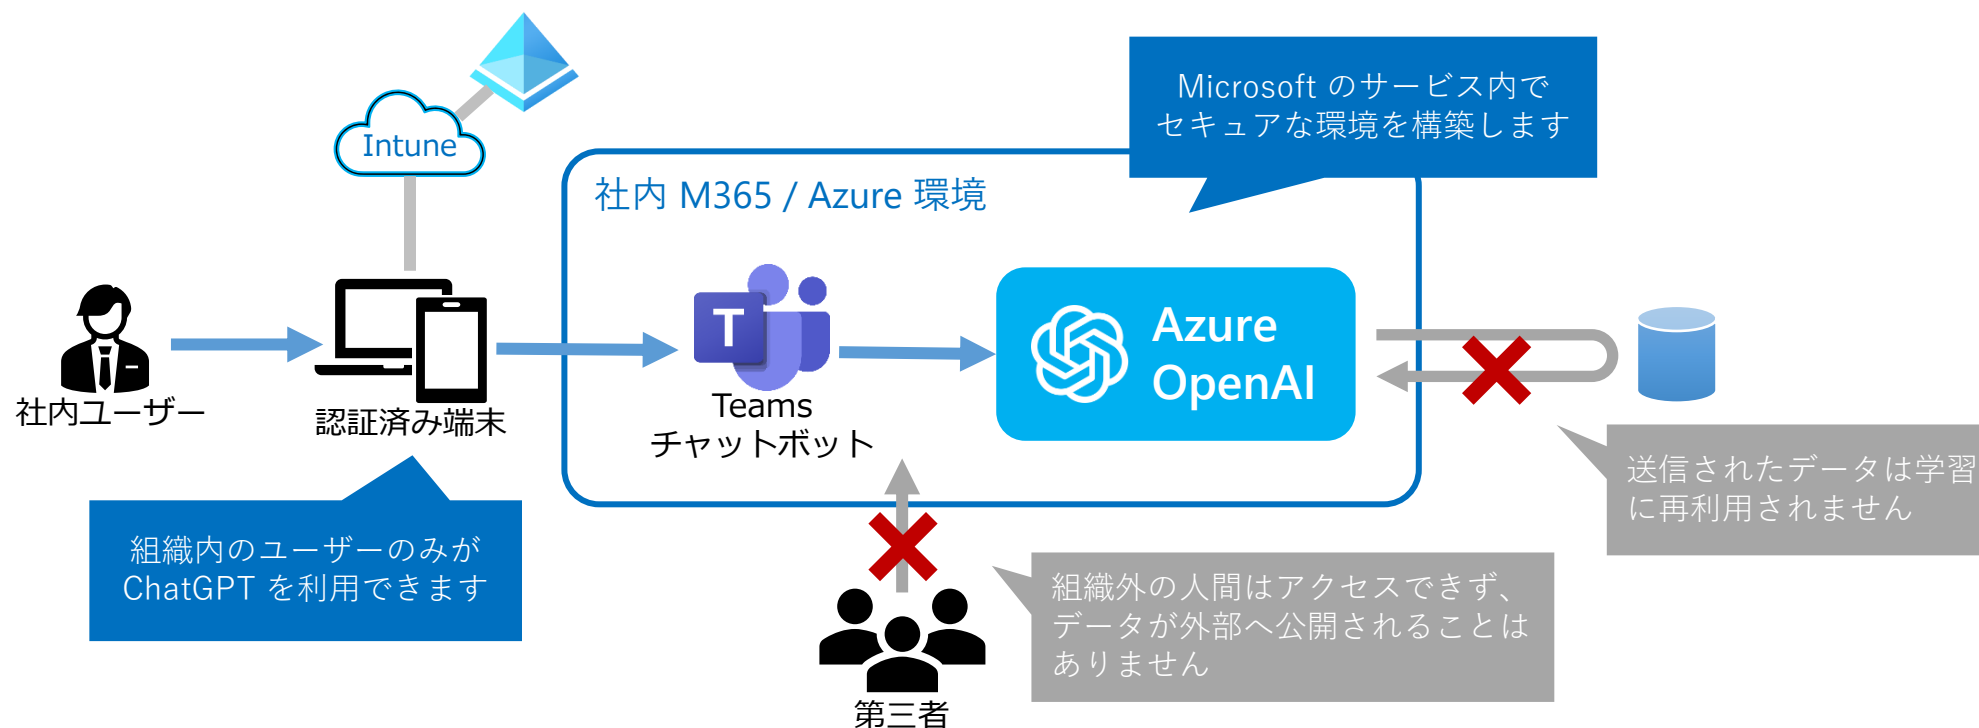 Intune
Microsoft のサービス内で
セキュアな環境を構築します
社内 M365 / Azure 環境
T
Azure
OpenAI
社内ユーザー
認証済み端末
Teams
チャットボット
送信されたデータは学習
に再利用されません
組織内のユーザーのみが
ChatGPT を利用できます
組織外の人間はアクセスできず、
データが外部へ公開されることは
ありません
第三者